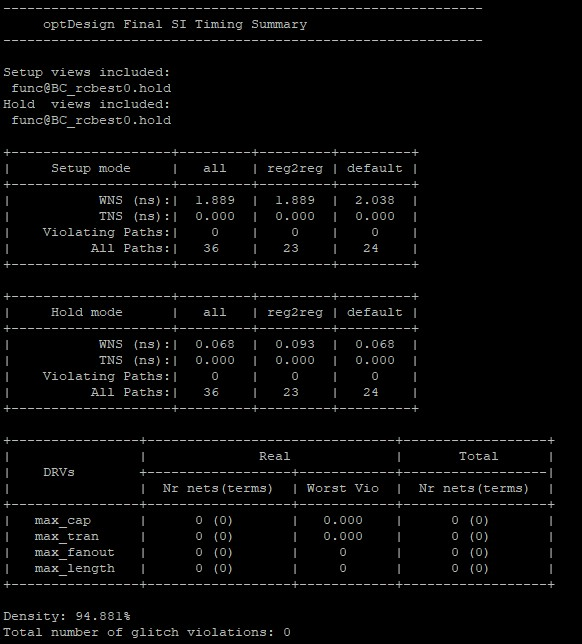 ------------------------------------------------------------
     optDesign Final SI Timing Summary
------------------------------------------------------------
Setup views included:
 func@BC_rcbest0.hold
Hold  views included:
 func@BC_rcbest0.hold
+--------------------+---------+---------+---------+
|     Setup mode     |   all   | reg2reg | default |
+--------------------+---------+---------+---------+
|           WNS (ns):|  1.889  |  1.889  |  2.038  |
|           TNS (ns):|  0.000  |  0.000  |  0.000  |
|    Violating Paths:|    0    |    0    |    0    |
|          All Paths:|   36    |   23    |   24    |
+--------------------+---------+---------+---------+
+--------------------+---------+---------+---------+
|     Hold mode      |   all   | reg2reg | default |
+--------------------+---------+---------+---------+
|           WNS (ns):|  0.068  |  0.093  |  0.068  |
|           TNS (ns):|  0.000  |  0.000  |  0.000  |
|    Violating Paths:|    0    |    0    |    0    |
|          All Paths:|   36    |   23    |   24    |
+--------------------+---------+---------+---------+
+----------------+-------------------------------+------------------+
|                |              Real             |       Total      |
|    DRVs        +------------------+------------+------------------|
|                |  Nr nets(terms)  | Worst Vio  |  Nr nets(terms)  |
+----------------+------------------+------------+------------------+
|   max_cap      |      0 (0)       |   0.000    |      0 (0)       |
|   max_tran     |      0 (0)       |   0.000    |      0 (0)       |
|   max_fanout   |      0 (0)       |     0      |      0 (0)       |
|   max_length   |      0 (0)       |     0      |      0 (0)       |
+----------------+------------------+------------+------------------+
Density: 94.881%
Total number of glitch violations: 0